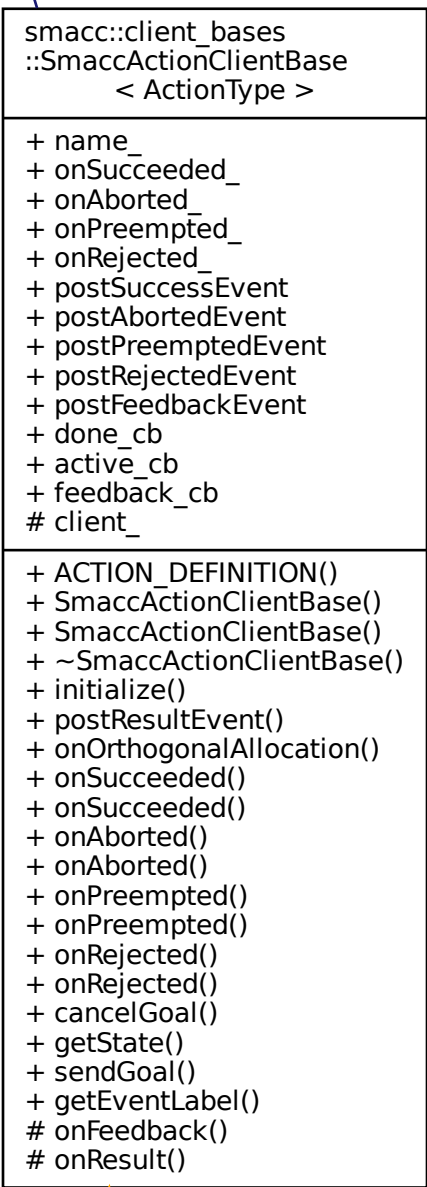 smacc::client_bases
::SmaccActionClientBase
< ActionType >
+ name_
+ onSucceeded_
+ onAborted_
+ onPreempted_
+ onRejected_
+ postSuccessEvent
+ postAbortedEvent
+ postPreemptedEvent
+ postRejectedEvent
+ postFeedbackEvent
+ done_cb
+ active_cb
+ feedback_cb
# client_
+ ACTION_DEFINITION()
+ SmaccActionClientBase()
+ SmaccActionClientBase()
+ ~SmaccActionClientBase()
+ initialize()
+ postResultEvent()
+ onOrthogonalAllocation()
+ onSucceeded()
+ onSucceeded()
+ onAborted()
+ onAborted()
+ onPreempted()
+ onPreempted()
+ onRejected()
+ onRejected()
+ cancelGoal()
+ getState()
+ sendGoal()
+ getEventLabel()
# onFeedback()
# onResult()